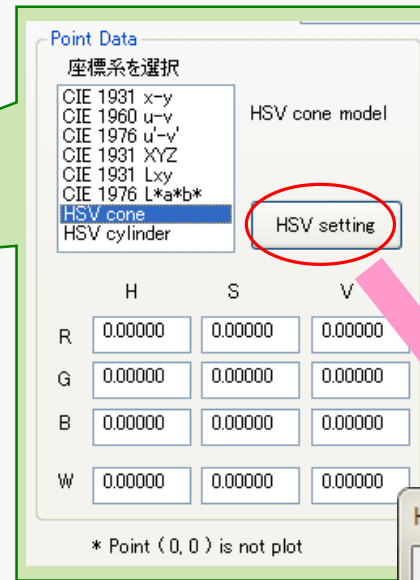 Point Data
座標系を選択
CIE 1931 x-y
CIE 1960 u-v
CIE 1976 u'-v'
CIE 1931 XYZ
CIE 1931 Lxy
CIE 1976 L*a*b*
HSV cone
HSV cylinder
HSV cone model
HSV setting
H S V
R 0.00000 0.00000 0.00000
G 0.00000 0.00000 0.00000
B 0.00000 0.00000 0.00000
W 0.00000 0.00000 0.00000
* Point ( 0, 0 ) is not plot